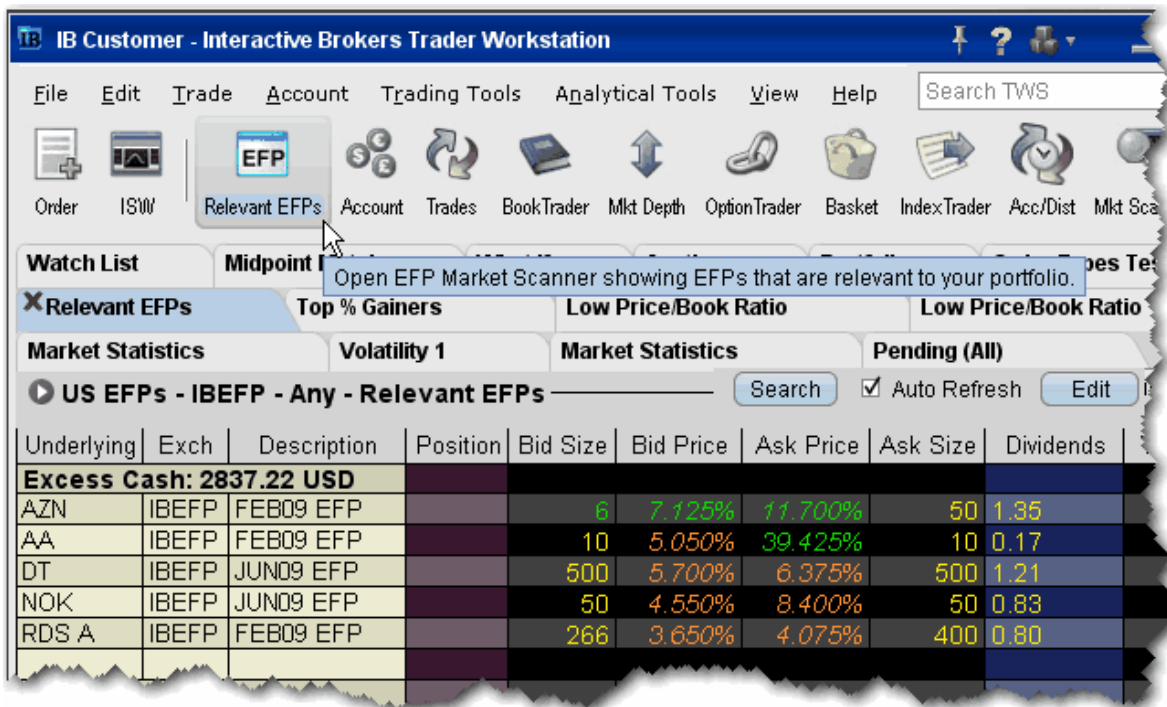 IB IB Customer - Interactive Brokers Trader Workstation ?
File Edit Trade Account Trading Tools Analytical Tools View Help Search TWS
EFP
Order ISW Relevant EFPs Account Trades BookTrader Mkt Depth OptionTrader Basket IndexTrader Acc/Dist Mkt
Watch List Midpoint
Open EFP Market Scanner showing EFPs that are relevant to your portfolio.
Relevant EFPs Top % Gainers Low Price/Book Ratio Low Price/Book Ratio
Market Statistics Volatility 1 Market Statistics Pending (All)
US EFPs - IBEFP - Any - Relevant EFPs Search Auto Refresh Edit
Underlying Exch Description Position Bid Size Bid Price Ask Price Ask Size Dividends
Excess Cash: 2837.22 USD
AZN IBEFP FEB09 EFP 6 7.125% 11.700% 50 1.35
AA IBEFP FEB09 EFP 10 5.050% 39.425% 10 0.17
DT IBEFP JUN09 EFP 500 5.700% 6.375% 500 1.21
NOK IBEFP JUN09 EFP 50 4.550% 8.400% 50 0.83
RDS A IBEFP FEB09 EFP 266 3.650% 4.075% 400 0.80